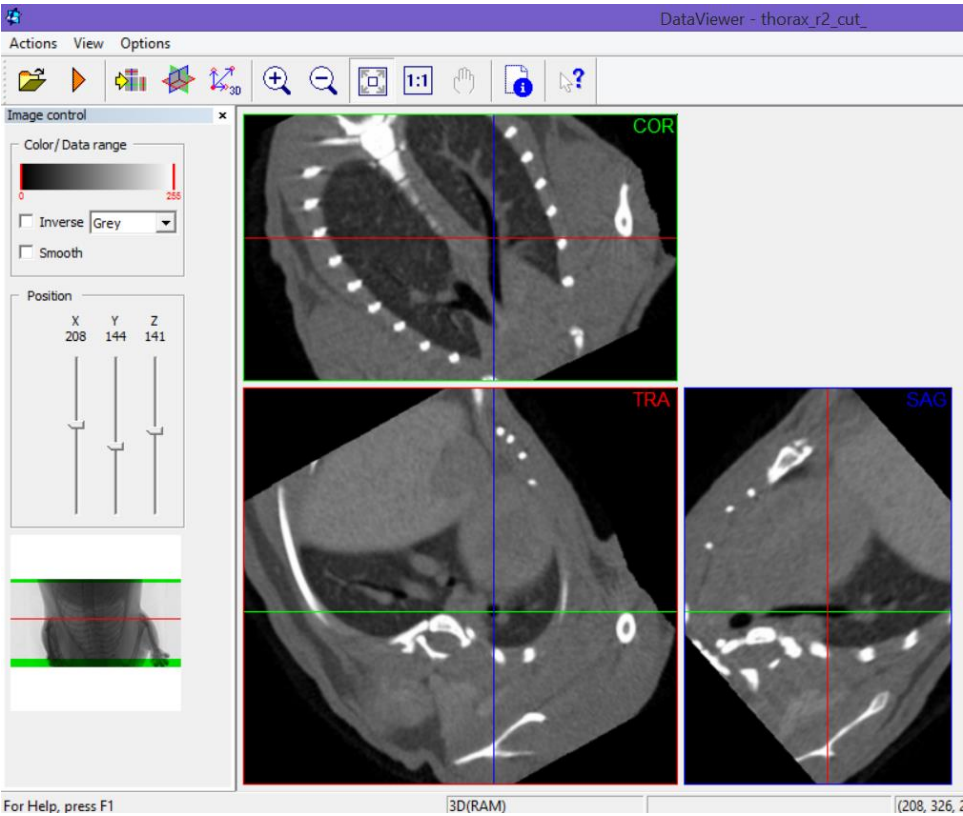 DataViewer - thorax_r2_cut_
Actions View Options
3D
1:1
Image control
x
Color/Data range
0 255
Inverse Grey
Smooth
Position
X Y Z
208 144 141
COR
TRA
SAG
For Help, press F1
3D(RAM)
(208, 326, 2